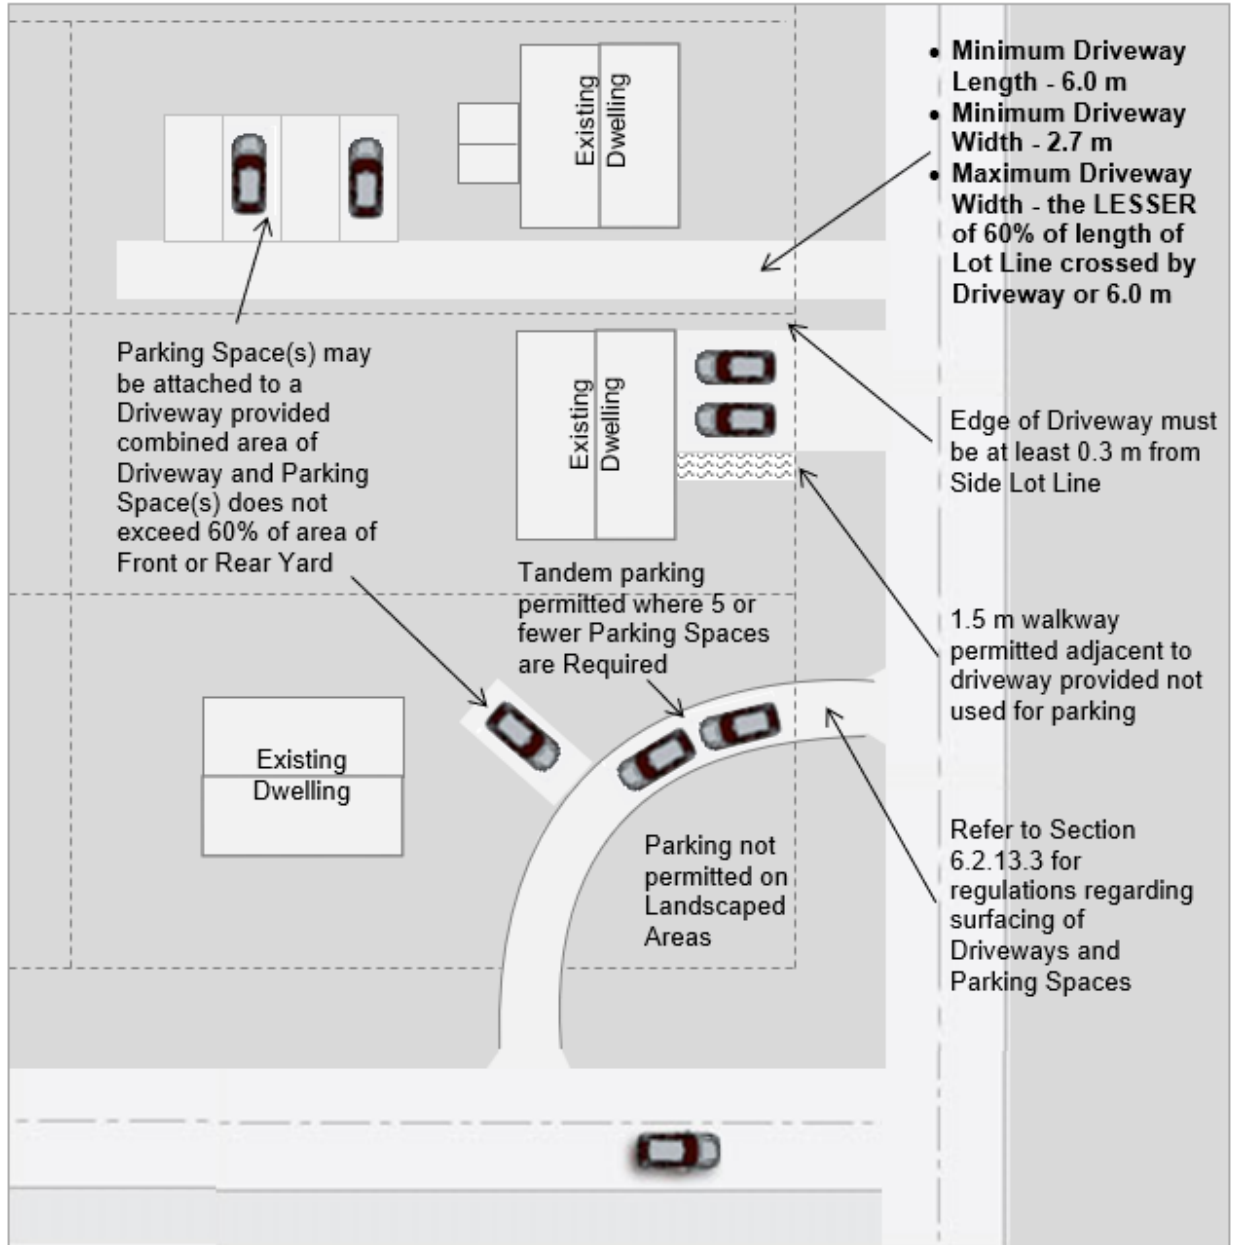 Existing
Dwelling
• Minimum Driveway
Length - 6.0 m
• Minimum Driveway
Width - 2.7 m
• Maximum Driveway
Width - the LESSER
of 60% of length of
Lot Line crossed by
Driveway or 6.0 m
Parking Space(s) may
be attached to a
Driveway provided
combined area of
Driveway and Parking
Space(s) does not
exceed 60% of area of
Front or Rear Yard
Existing
Dwelling
Edge of Driveway must
be at least 0.3 m from
Side Lot Line
Tandem parking
permitted where 5 or
fewer Parking Spaces
are Required
1.5 m walkway
permitted adjacent to
driveway provided not
used for parking
Existing
Dwelling
Parking not
permitted on
Landscaped
Areas
Refer to Section
6.2.13.3 for
regulations regarding
surfacing of
Driveways and
Parking Spaces